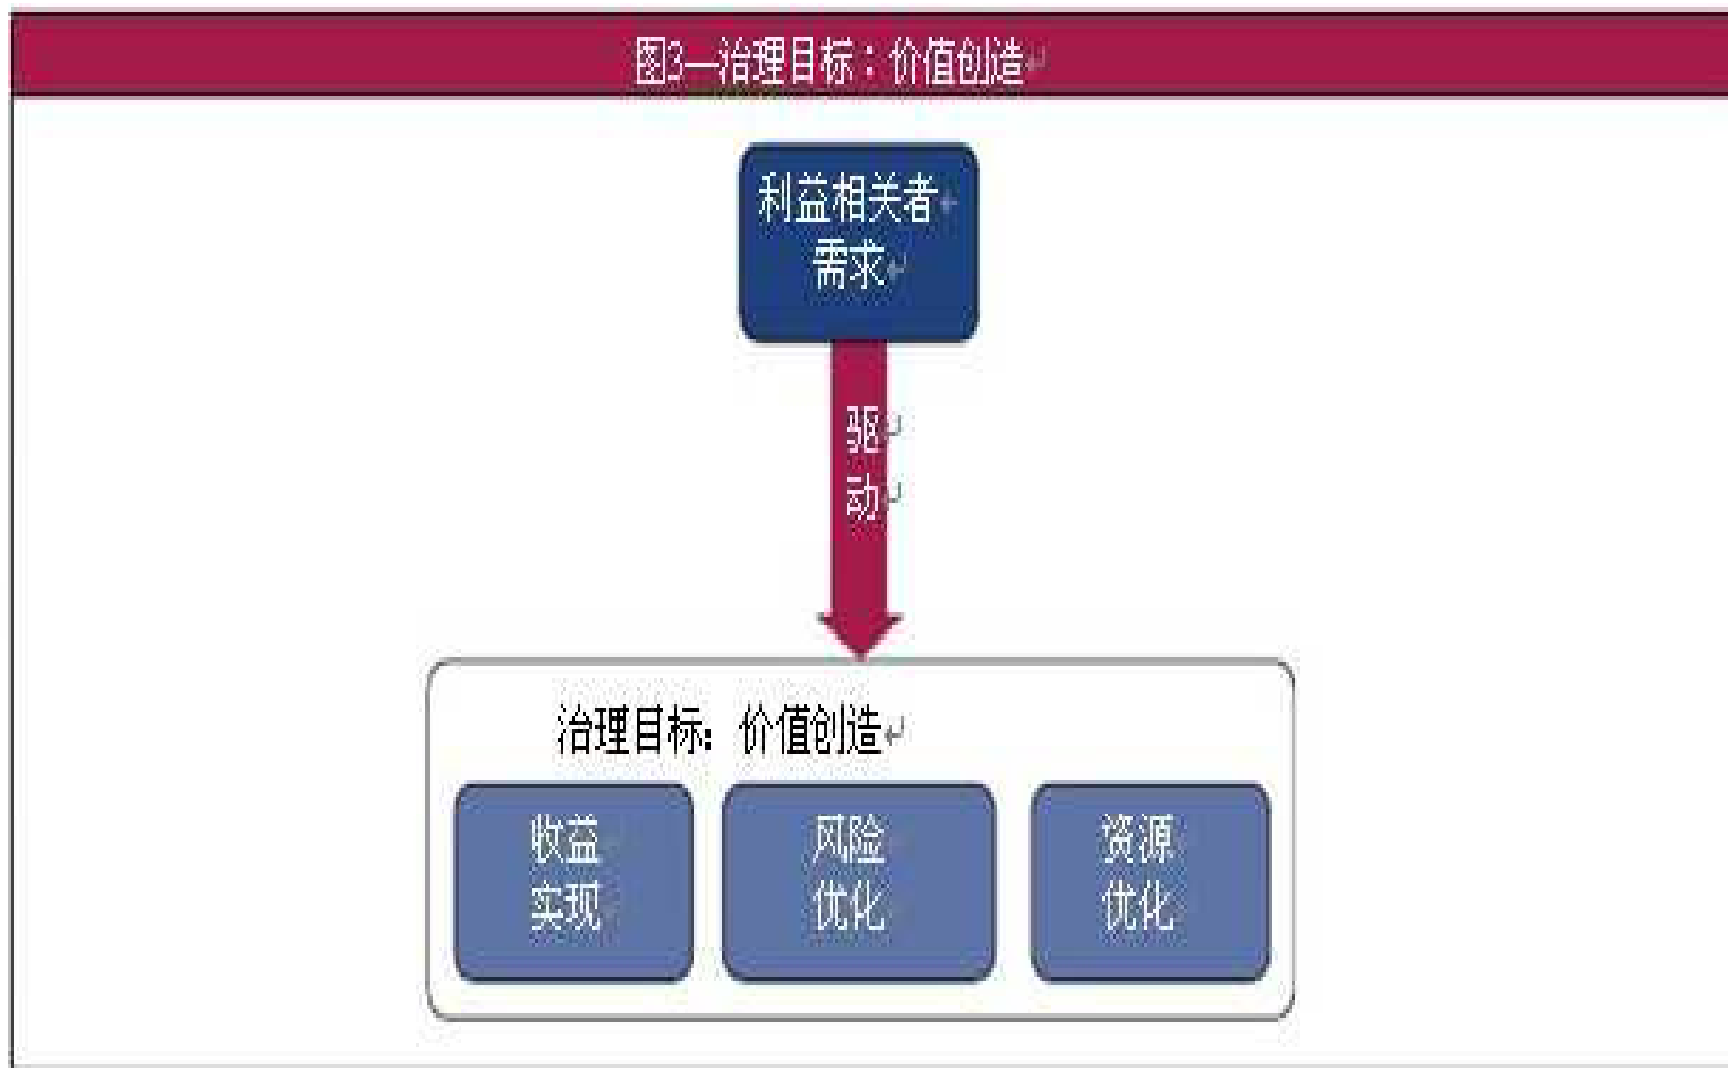 图3—治理目标：价值创造
利益相关者
需求
驱
动
治理目标：价值创造
收益
实现
风险
优化
资源
优化